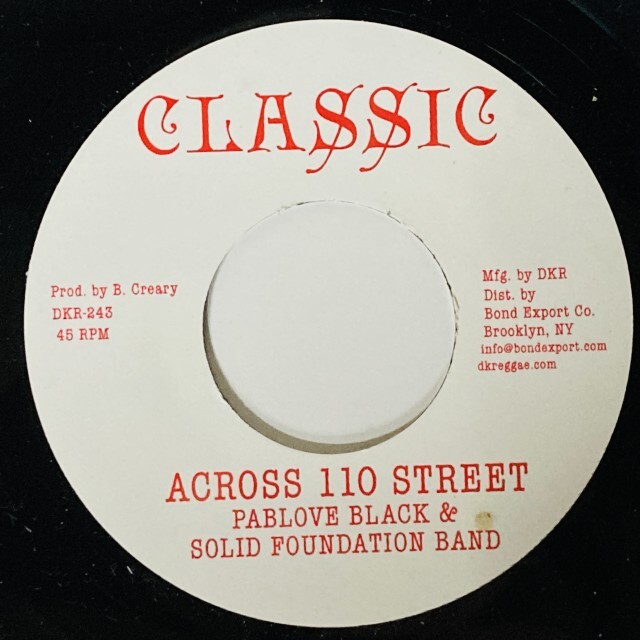 CLASSIC
Prod. by B. Creary
DKR-243
45 RPM
Mfg. by DKR
Dist. by
Bond Export Co.
Brooklyn, NY
info@bondexport.com
dkreggae.com
ACROSS 110 STREET
PABLOVE BLACK &
SOLID FOUNDATION BAND